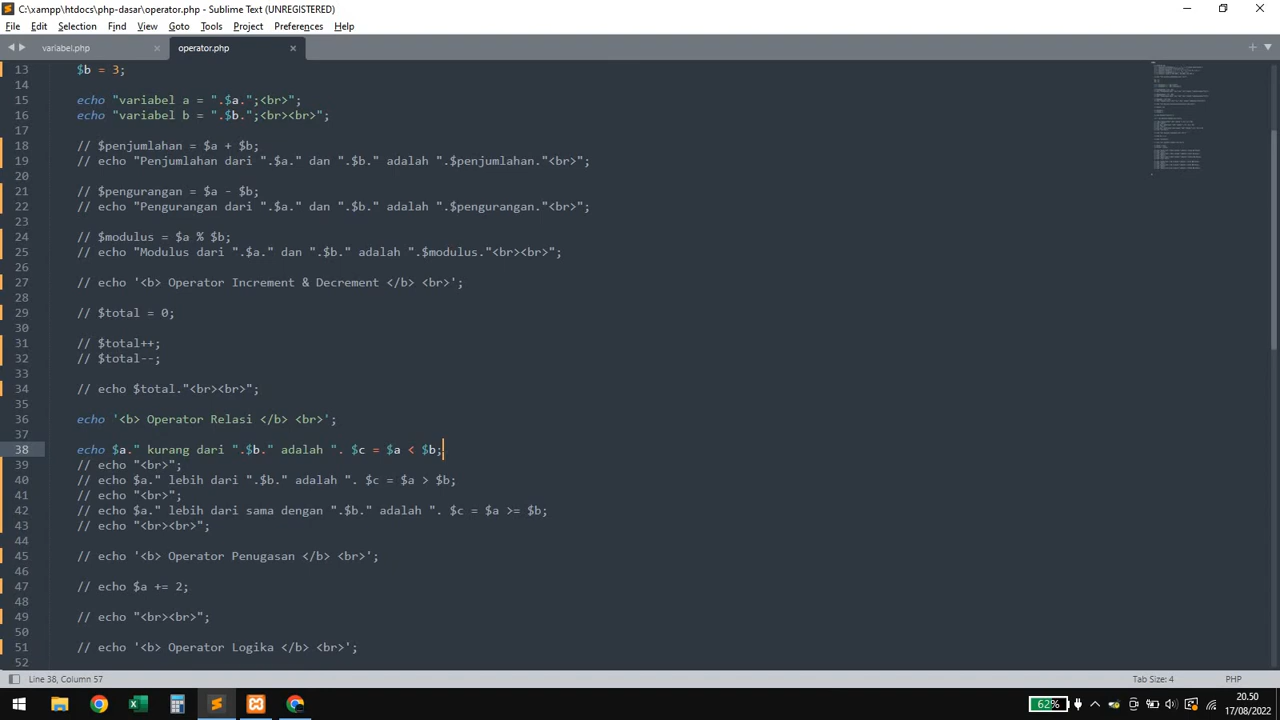 C:\xampp\htdocs\php-dasar\operator.php - Sublime Text (UNREGISTERED)
File Edit Selection Find View Goto Tools Project Preferences Help
variabel.php operator.php
13 $b = 3;
14
15 echo "variabel a = ".$a.";<br>";
16 echo "variabel b = ".$b.";<br><br>";
17
18 // $penjumlahan = $a + $b;
19 // echo "Penjumlahan dari ".$a." dan ".$b." adalah ".$penjumlahan."<br>";
20
21 // $pengurangan = $a - $b;
22 // echo "Pengurangan dari ".$a." dan ".$b." adalah ".$pengurangan."<br>";
23
24 // $modulus = $a % $b;
25 // echo "Modulus dari ".$a." dan ".$b." adalah ".$modulus."<br><br>";
26
27 // echo '<b> Operator Increment & Decrement </b> <br>';
28
29 // $total = 0;
30
31 // $total++;
32 // $total--;
33
34 // echo $total."<br><br>";
35
36 echo '<b> Operator Relasi </b> <br>';
37
38 echo $a." kurang dari ".$b." adalah ". $c = $a < $b;
39 // echo "<br>";
40 // echo $a." lebih dari ".$b." adalah ". $c = $a > $b;
41 // echo "<br>";
42 // echo $a." lebih dari sama dengan ".$b." adalah ". $c = $a >= $b;
43 // echo "<br><br>";
44
45 // echo '<b> Operator Penugasan </b> <br>';
46
47 // echo $a += 2;
48
49 // echo "<br><br>";
50
51 // echo '<b> Operator Logika </b> <br>';
52
Line 38, Column 57 Tab Size: 4 PHP
62% 20.50
17/08/2022